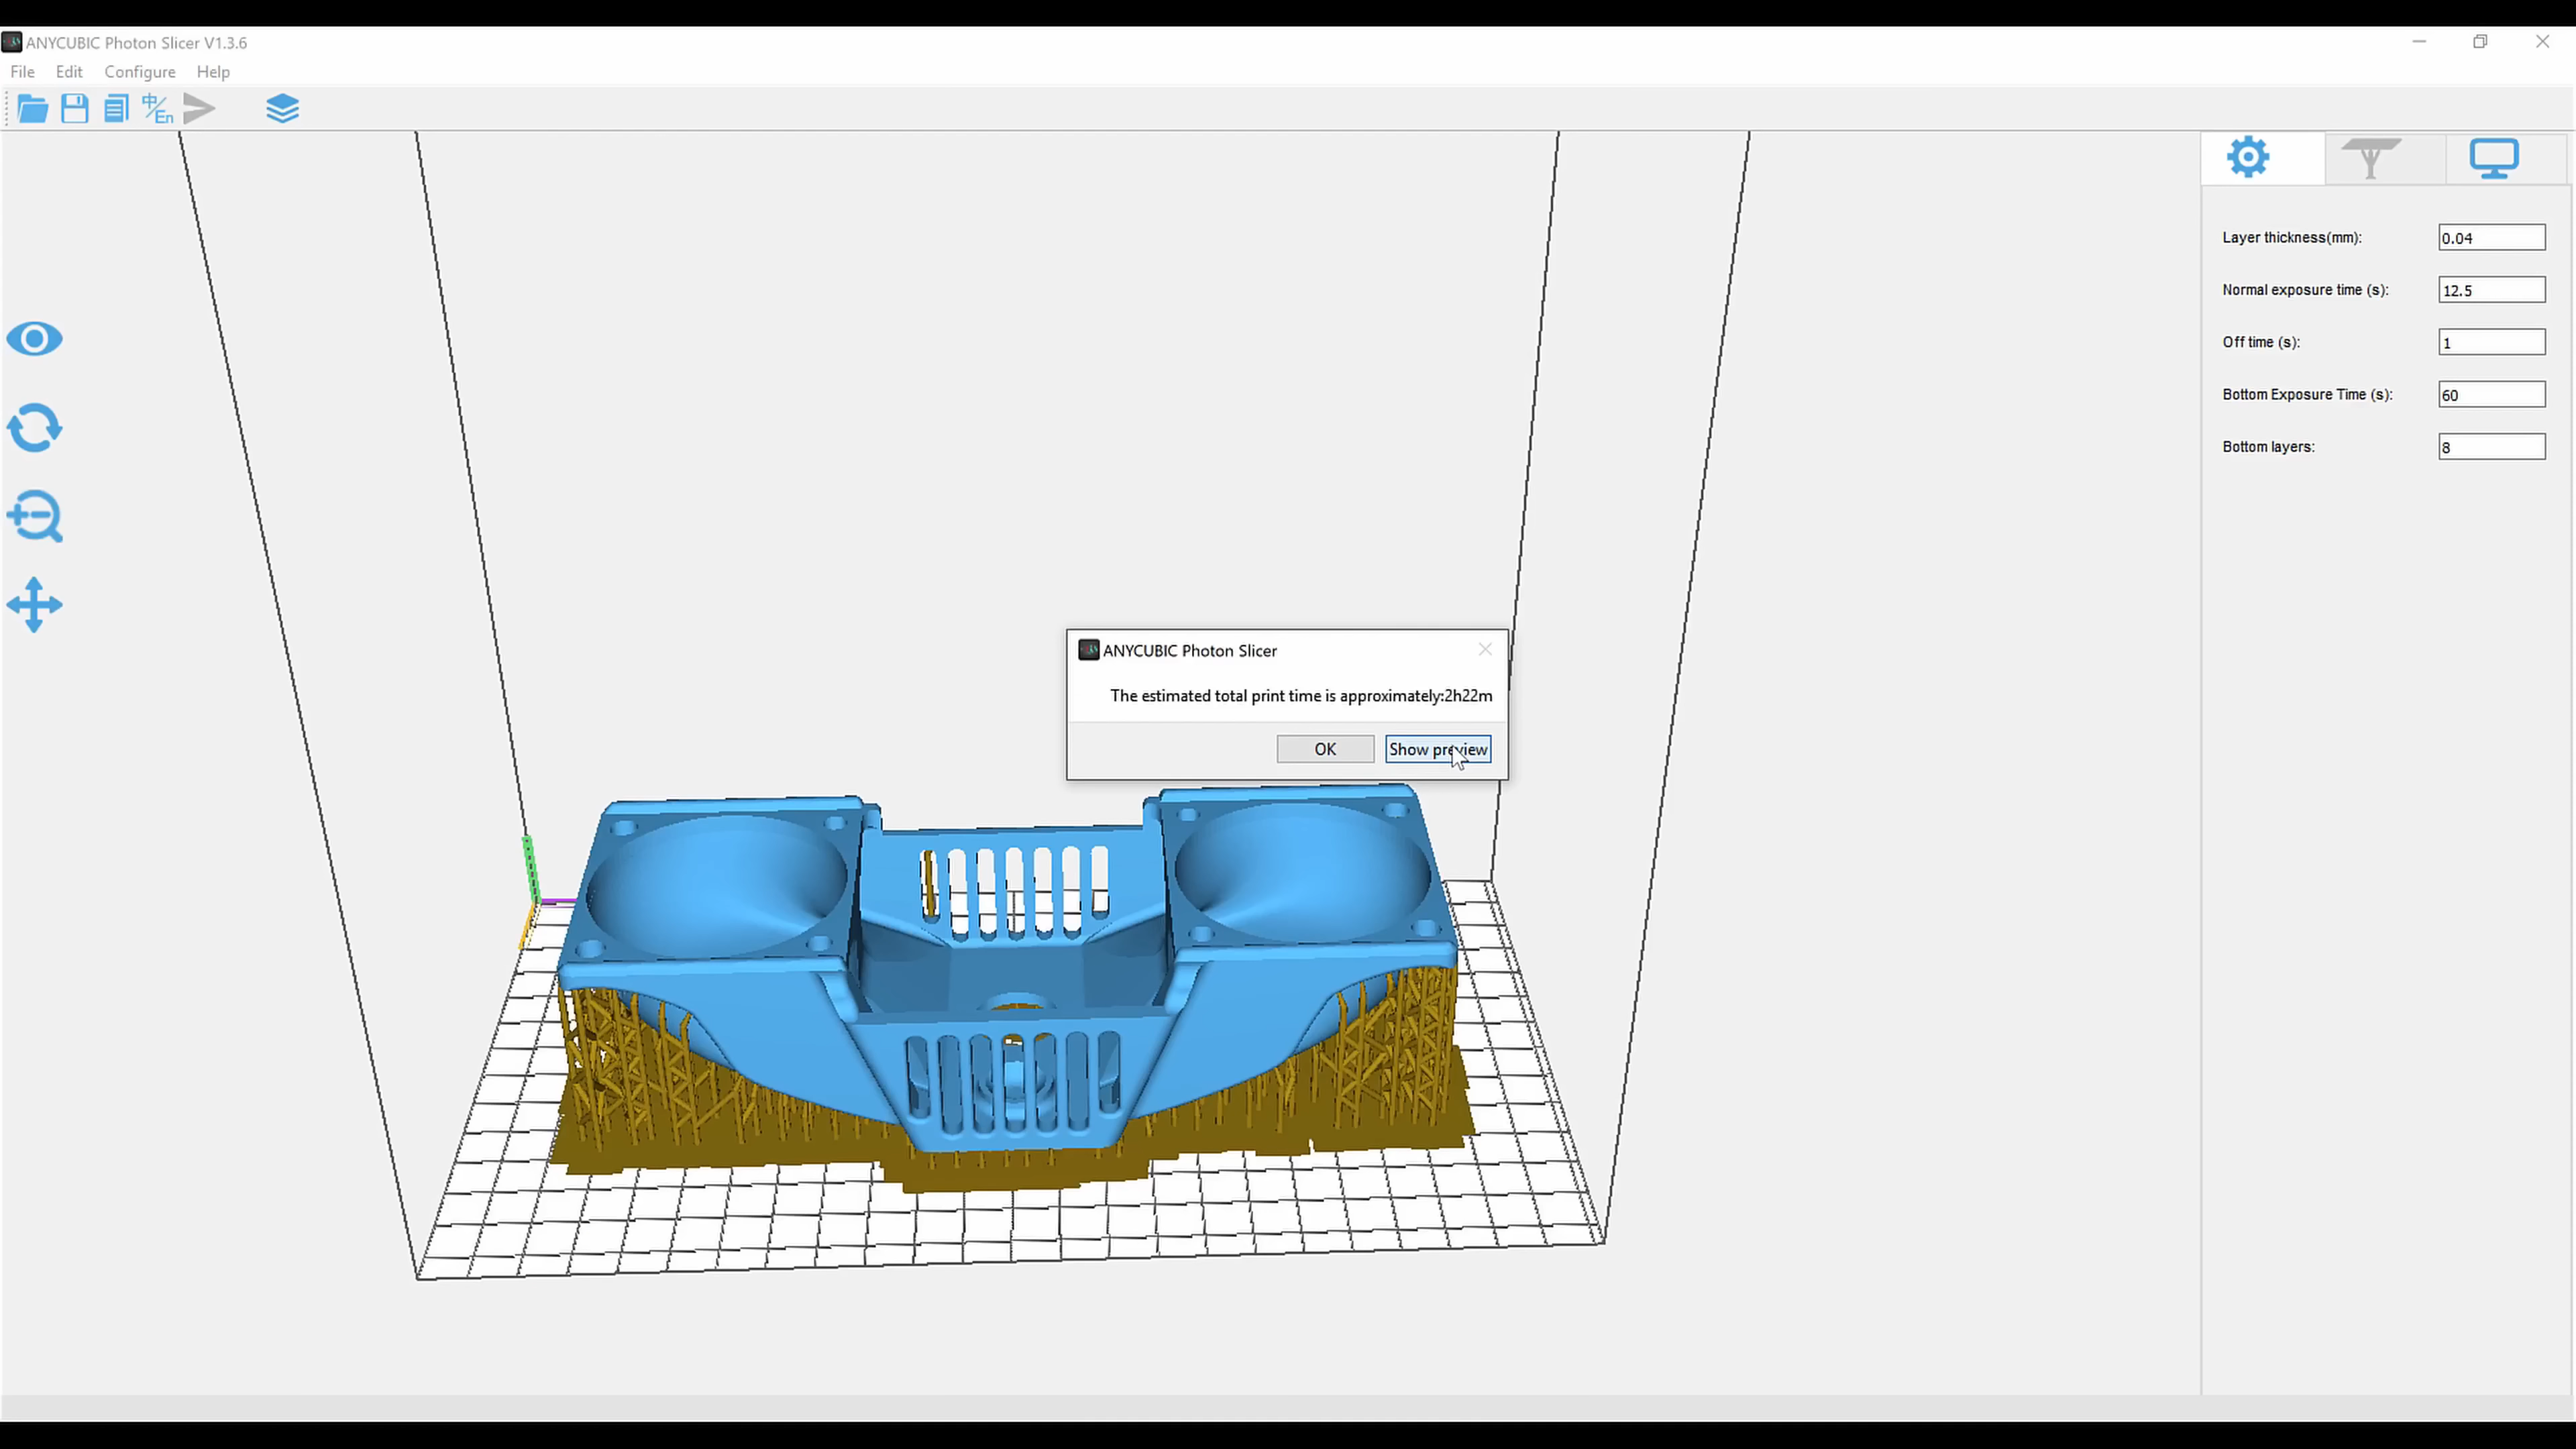 ANYCUBIC Photon Slicer V1.3.6
File Edit Configure Help
中/En
Layer thickness(mm): 0.04
Normal exposure time (s): 12.5
Off time (s): 1
Bottom Exposure Time (s): 60
Bottom layers: 8
ANYCUBIC Photon Slicer
The estimated total print time is approximately:2h22m
OK Show preview